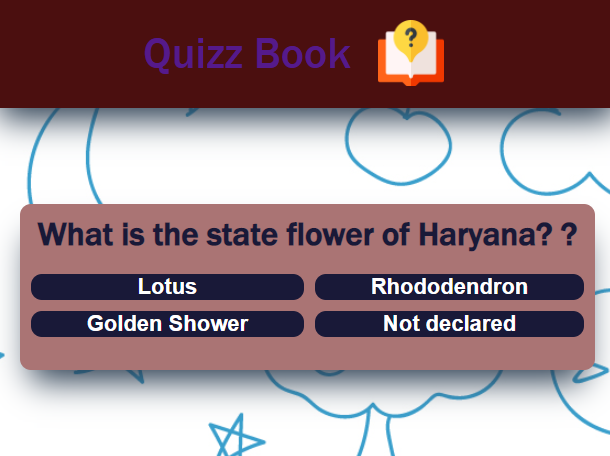 Quizz Book
?
What is the state flower of Haryana? ?
Lotus
Rhododendron
Golden Shower
Not declared